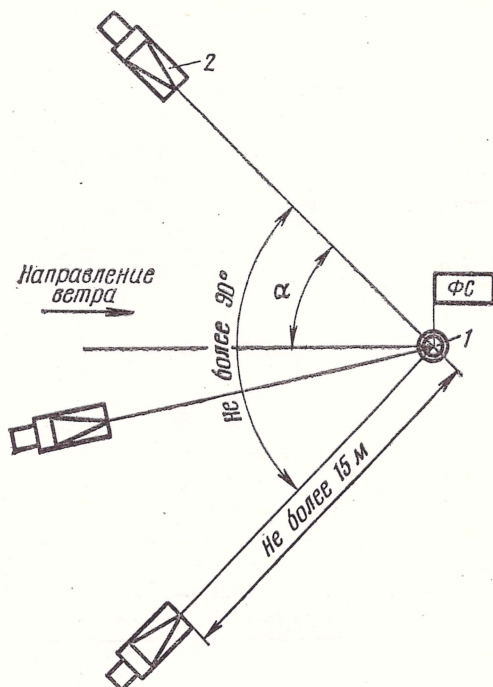 2
Направление
ветра
Не более 90°
α
ФС
1
Не более 15 м